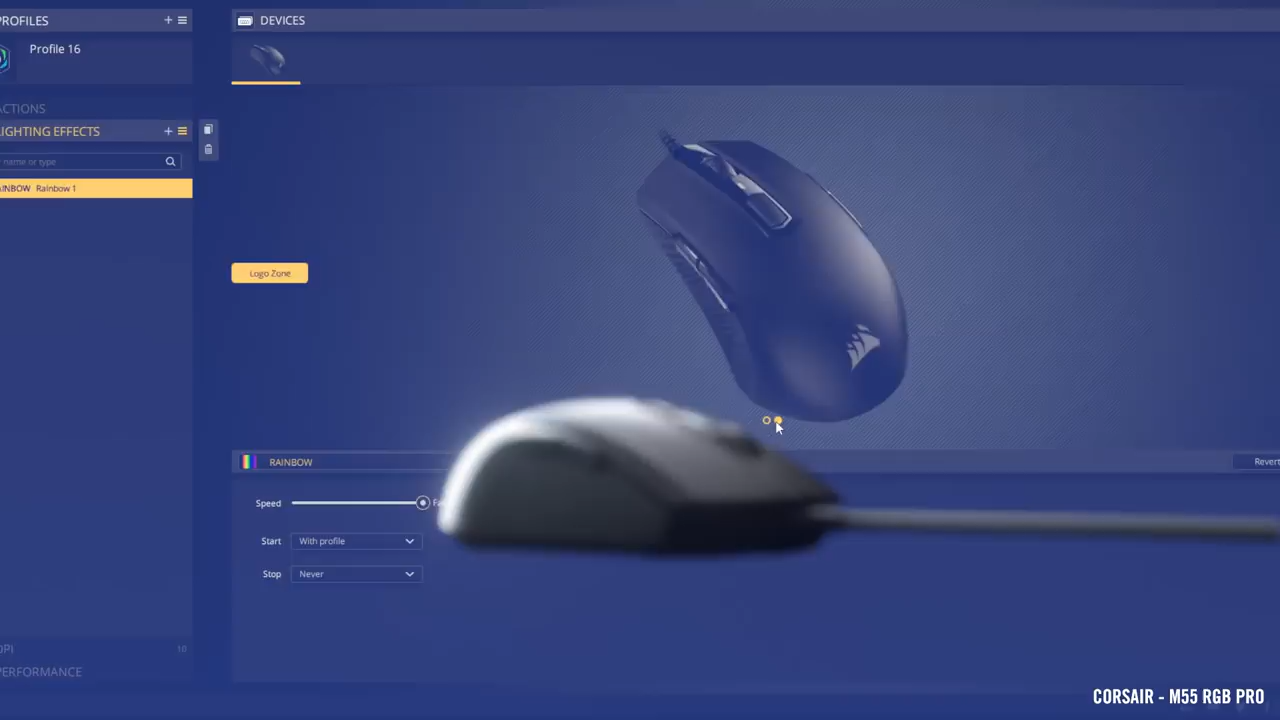 PROFILES
DEVICES
Profile 16
ACTIONS
LIGHTING EFFECTS
name or type
RAINBOW Rainbow 1
Logo Zone
RAINBOW
Revert
Speed
Start With profile
Stop Never
DPI 10
PERFORMANCE
CORSAIR - M55 RGB PRO